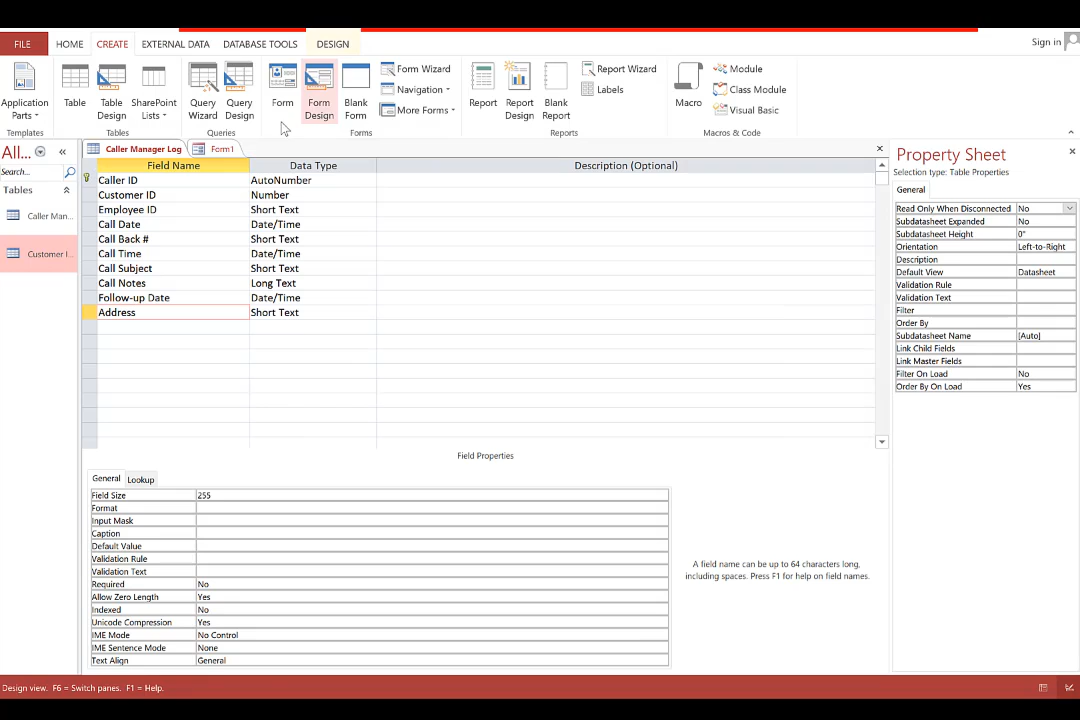 FILE HOME CREATE EXTERNAL DATA DATABASE TOOLS DESIGN Sign in
Application Parts
Table
Table Design
SharePoint Lists
Query Wizard
Query Design
Form
Form Design
Blank Form
Form Wizard
Navigation
More Forms
Report
Report Design
Blank Report
Report Wizard
Labels
Macro
Module
Class Module
Visual Basic
Templates Tables Queries Forms Reports Macros & Code
All...
Search...
Tables
Caller Man...
Customer I...
Caller Manager Log Form1
Field Name Data Type Description (Optional)
Caller ID AutoNumber
Customer ID Number
Employee ID Short Text
Call Date Date/Time
Call Back # Short Text
Call Time Date/Time
Call Subject Short Text
Call Notes Long Text
Follow-up Date Date/Time
Address Short Text
Field Properties
General Lookup
Field Size 255
Format
Input Mask
Caption
Default Value
Validation Rule
Validation Text
Required No
Allow Zero Length Yes
Indexed No
Unicode Compression Yes
IME Mode No Control
IME Sentence Mode None
Text Align General
A field name can be up to 64 characters long,
including spaces. Press F1 for help on field names.
Property Sheet
Selection type: Table Properties
General
Read Only When Disconnected No
Subdatasheet Expanded No
Subdatasheet Height 0"
Orientation Left-to-Right
Description
Default View Datasheet
Validation Rule
Validation Text
Filter
Order By
Subdatasheet Name [Auto]
Link Child Fields
Link Master Fields
Filter On Load No
Order By On Load Yes
Design view. F6 = Switch panes. F1 = Help.